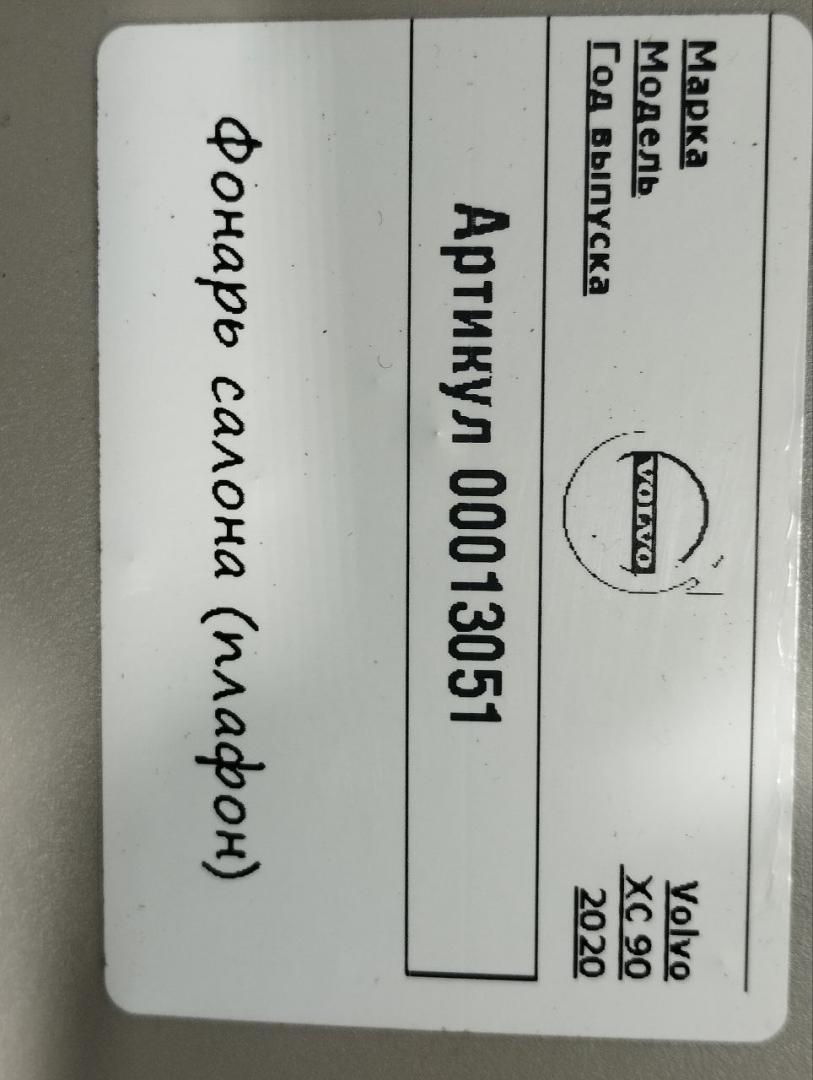 Марка Volvo
Модель XC 90
Год выпуска 2020
VOLVO
Артикул 00013051
Фонарь салона (плафон)